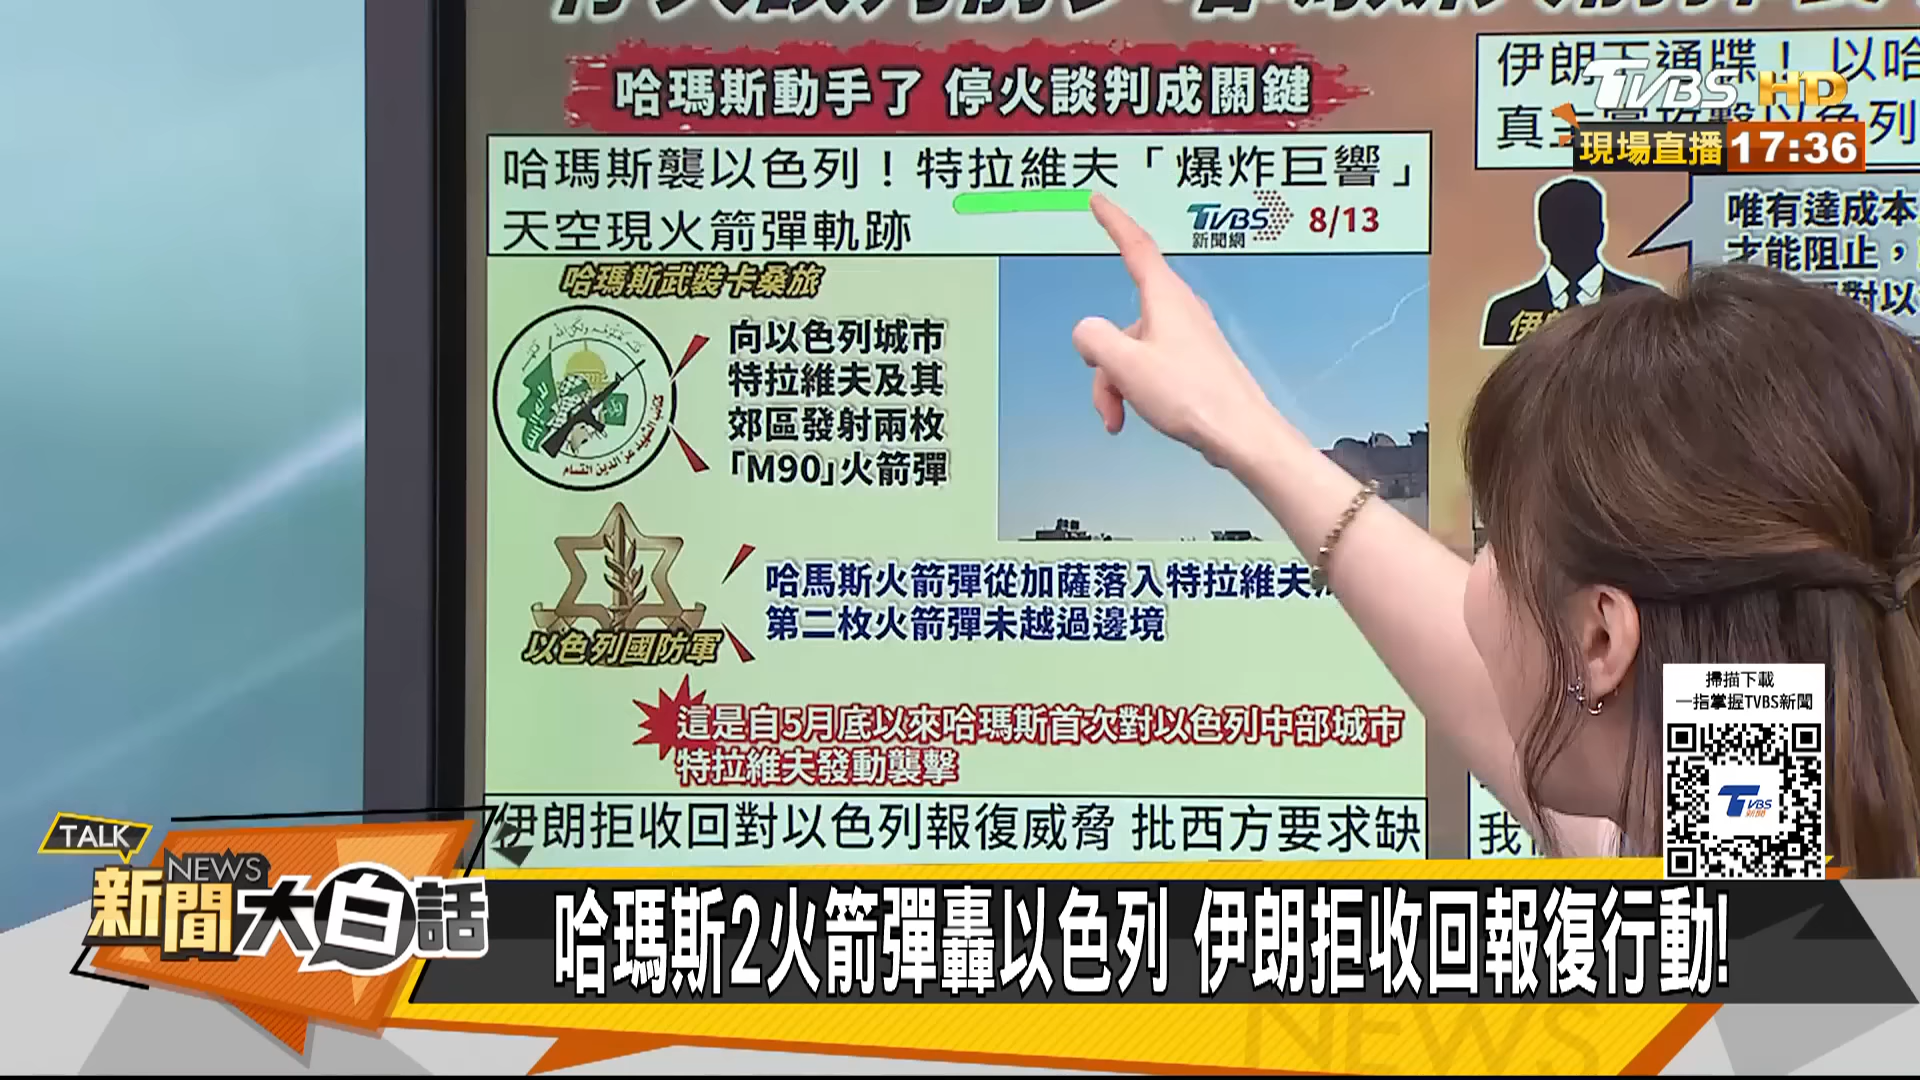 哈瑪斯動手了 停火談判成關鍵
哈瑪斯襲以色列！特拉維夫「爆炸巨響」
天空現火箭彈軌跡
TVBS
新聞網
8/13
哈瑪斯武裝卡桑旅
向以色列城市
特拉維夫及其
郊區發射兩枚
「M90」火箭彈
以色列國防軍
哈馬斯火箭彈從加薩落入特拉維夫
第二枚火箭彈未越過邊境
這是自5月底以來哈瑪斯首次對以色列中部城市
特拉維夫發動襲擊
伊朗拒收回對以色列報復威脅 批西方要求缺
伊朗下通牒！以哈
以色列
唯有達成本
才能阻止，
對以
伊
我
TVBS HD
現場直播 17:36
掃描下載
一指掌握TVBS新聞
TVBS
新聞
TALK
NEWS
新聞大白話
哈瑪斯2火箭彈轟以色列 伊朗拒收回報復行動!
NEWS